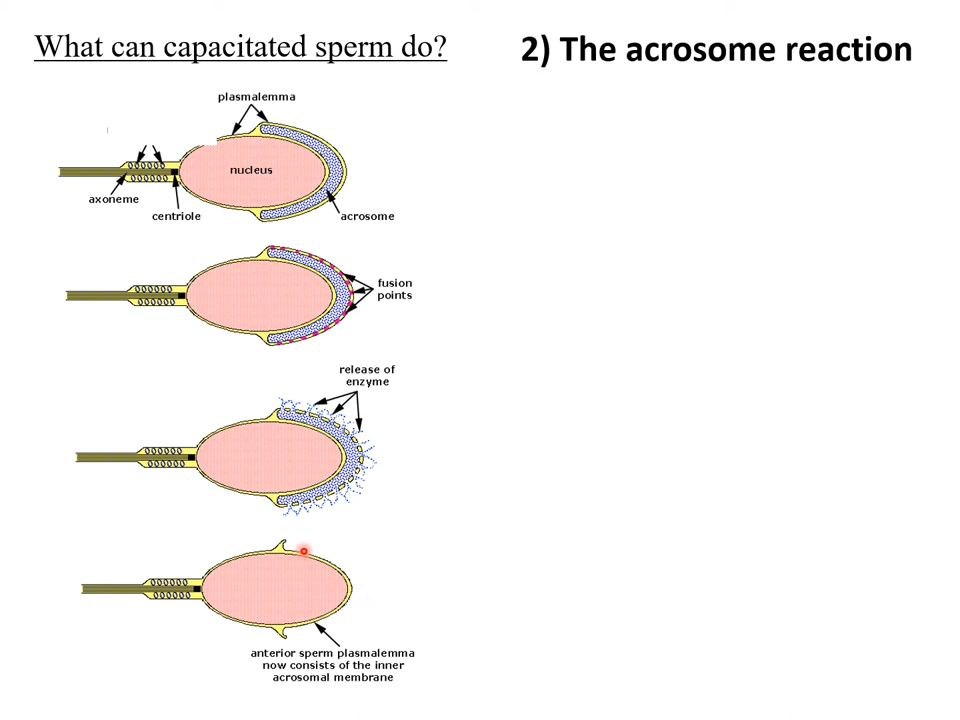 What can capacitated sperm do?
2) The acrosome reaction
plasmalemma
nucleus
axoneme
centriole
acrosome
fusion
points
release of
enzyme
anterior sperm plasmalemma
now consists of the inner
acrosomal membrane